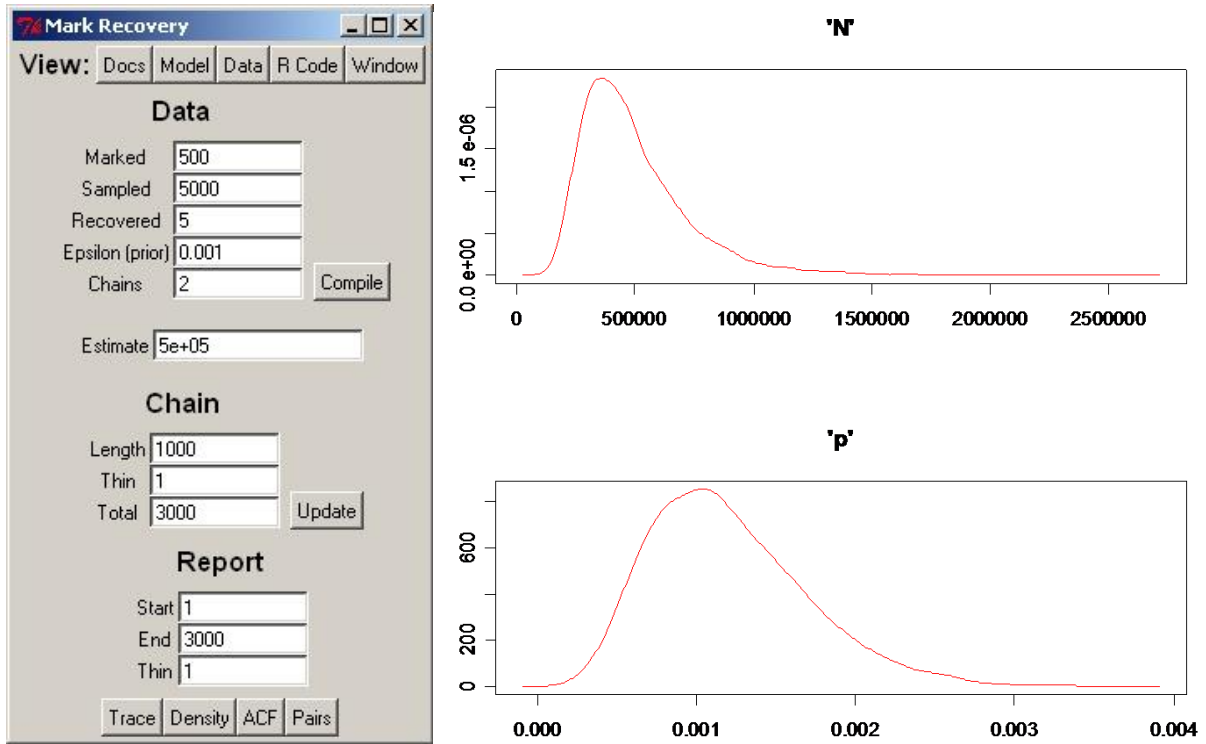 Mark Recovery
View: Docs Model Data R Code Window
Data
Marked 500
Sampled 5000
Recovered 5
Epsilon (prior) 0.001
Chains 2 Compile
Estimate 5e+05
Chain
Length 1000
Thin 1
Total 3000 Update
Report
Start 1
End 3000
Thin 1
Trace Density ACF Pairs
'N'
1.5 e-06
0.0 e+00
0 500000 1000000 1500000 2000000 2500000
'p'
600
200
0
0.000 0.001 0.002 0.003 0.004